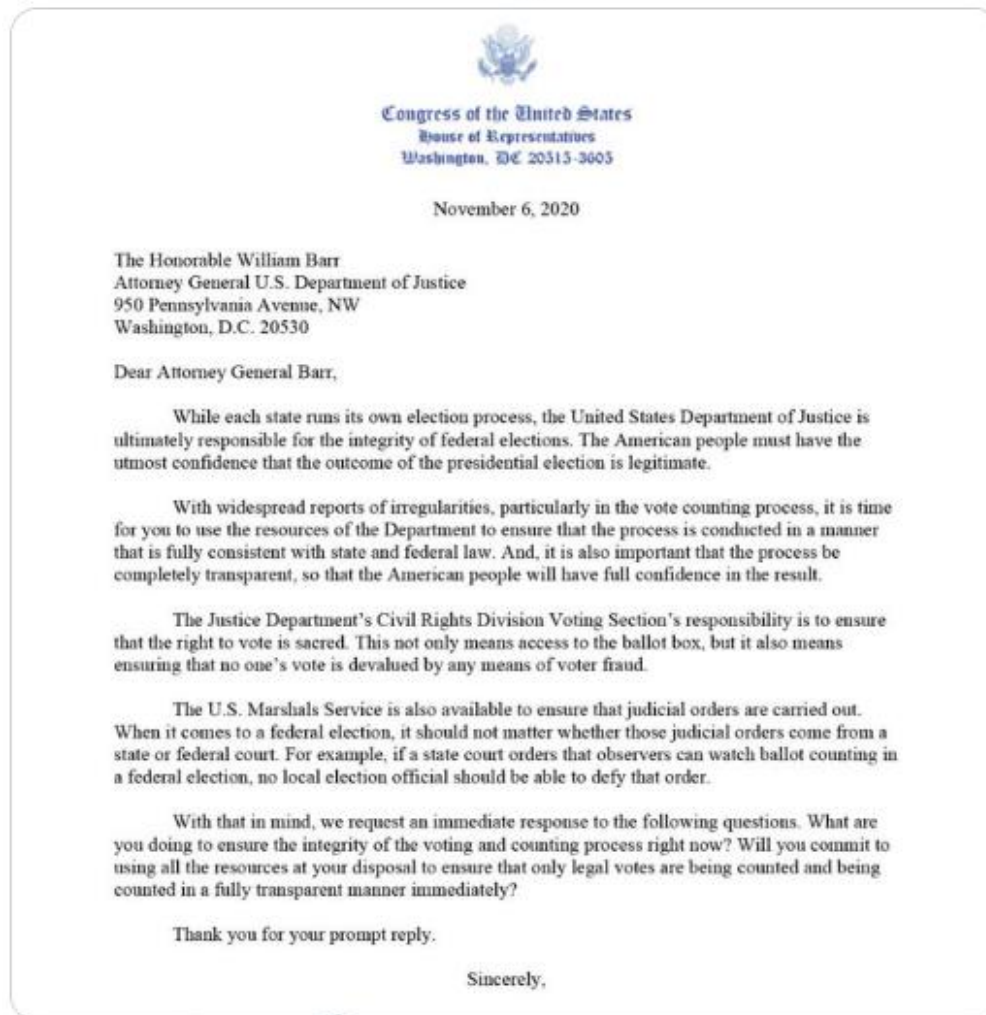 Congress of the United States
House of Representatives
Washington, DC 20515-3605
November 6, 2020
The Honorable William Barr
Attorney General U.S. Department of Justice
950 Pennsylvania Avenue, NW
Washington, D.C. 20530
Dear Attorney General Barr,
While each state runs its own election process, the United States Department of Justice is
ultimately responsible for the integrity of federal elections. The American people must have the
utmost confidence that the outcome of the presidential election is legitimate.
With widespread reports of irregularities, particularly in the vote counting process, it is time
for you to use the resources of the Department to ensure that the process is conducted in a manner
that is fully consistent with state and federal law. And, it is also important that the process be
completely transparent, so that the American people will have full confidence in the result.
The Justice Department's Civil Rights Division Voting Section's responsibility is to ensure
that the right to vote is sacred. This not only means access to the ballot box, but it also means
ensuring that no one's vote is devalued by any means of voter fraud.
The U.S. Marshals Service is also available to ensure that judicial orders are carried out.
When it comes to a federal election, it should not matter whether those judicial orders come from a
state or federal court. For example, if a state court orders that observers can watch ballot counting in
a federal election, no local election official should be able to defy that order.
With that in mind, we request an immediate response to the following questions. What are
you doing to ensure the integrity of the voting and counting process right now? Will you commit to
using all the resources at your disposal to ensure that only legal votes are being counted and being
counted in a fully transparent manner immediately?
Thank you for your prompt reply.
Sincerely,